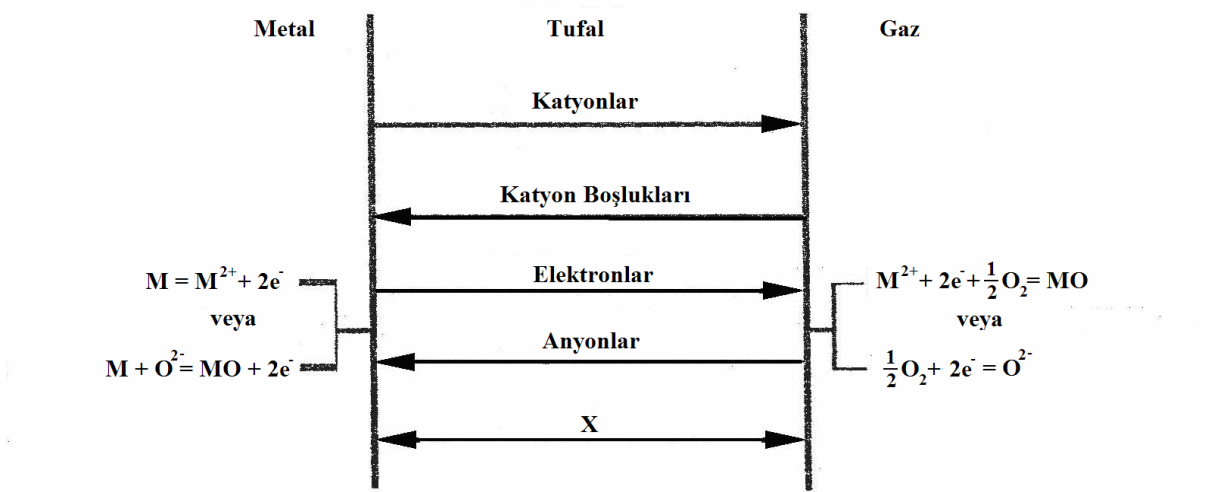 Metal Tufal Gaz
Katyonlar
Katyon Boşlukları
Elektronlar
M = M²⁺ + 2e⁻
veya
M + O²⁻ = MO + 2e⁻
M²⁺ + 2e⁻ + ½O₂ = MO
veya
½O₂ + 2e⁻ = O²⁻
Anyonlar
X